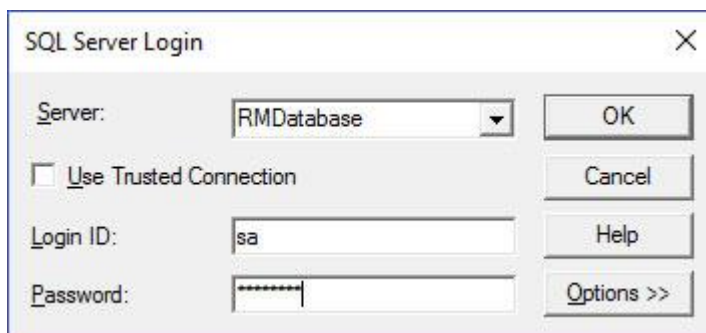 SQL Server Login
Server: RMDatabase OK
Use Trusted Connection Cancel
Login ID: sa Help
Password: ******** Options >>